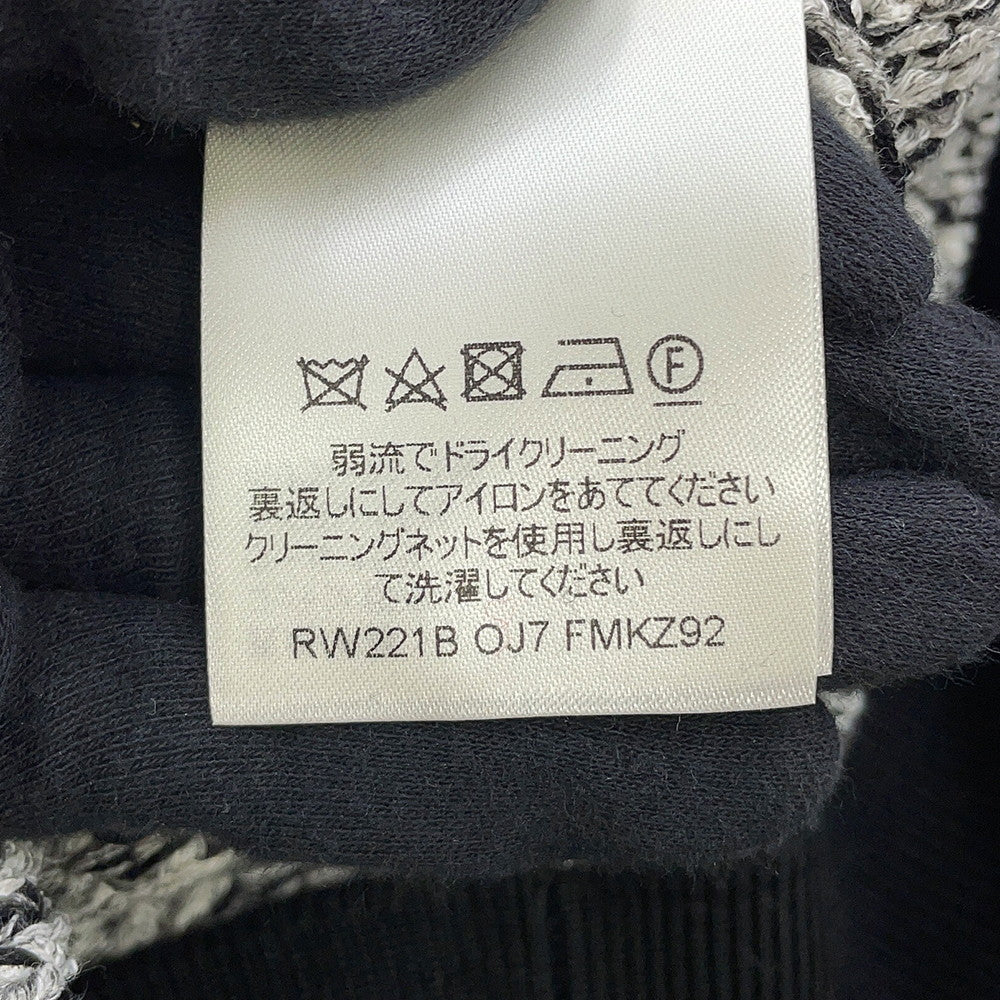 F
弱流でドライクリーニング
裏返しにしてアイロンをあててください
クリーニングネットを使用し裏返しにし
て洗濯してください
RW221B OJ7 FMKZ92